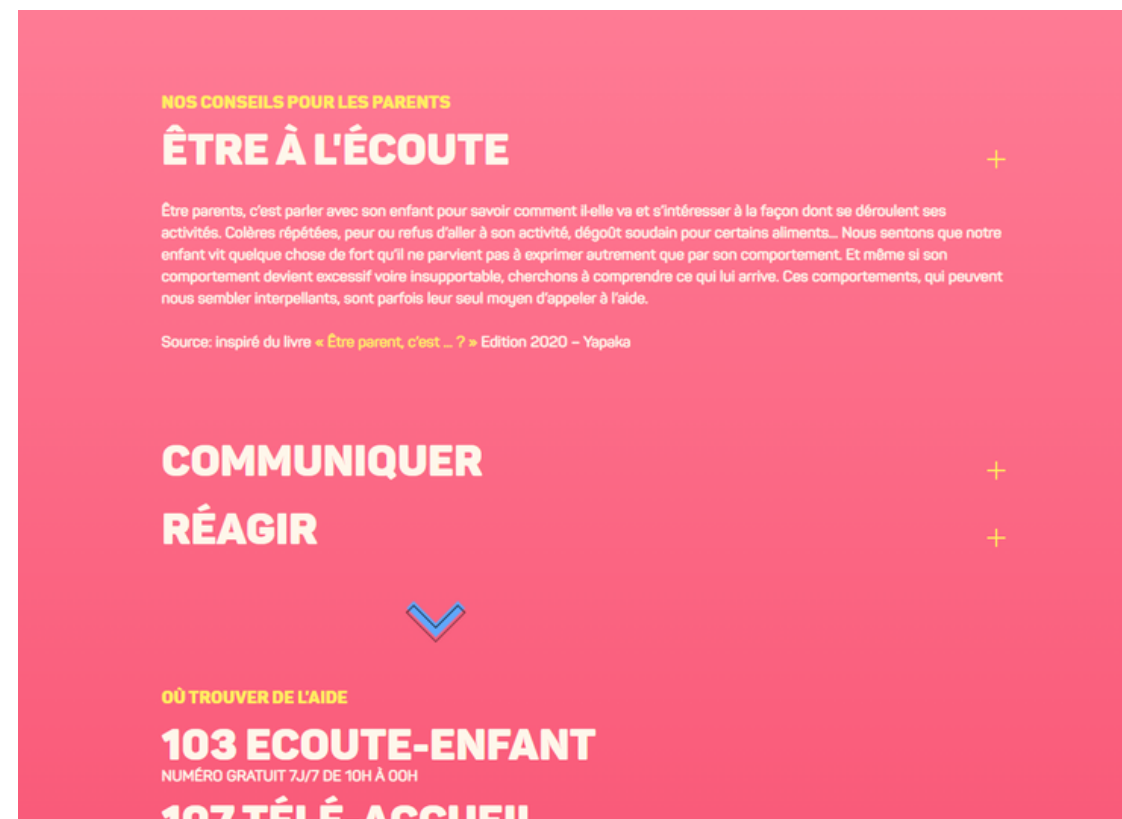 NOS CONSEILS POUR LES PARENTS
ÊTRE À L'ÉCOUTE
+
Être parents, c'est parler avec son enfant pour savoir comment il·elle va et s'intéresser à la façon dont se déroulent ses
activités. Colères répétées, peur ou refus d'aller à son activité, dégoût soudain pour certains aliments... Nous sentons que notre
enfant vit quelque chose de fort qu'il ne parvient pas à exprimer autrement que par son comportement. Et même si son
comportement devient excessif voire insupportable, cherchons à comprendre ce qui lui arrive. Ces comportements, qui peuvent
nous sembler interpellants, sont parfois leur seul moyen d'appeler à l'aide.
Source: inspiré du livre « Être parent, c'est ... ? » Edition 2020 – Yapaka
COMMUNIQUER
+
RÉAGIR
+
OÙ TROUVER DE L'AIDE
103 ECOUTE-ENFANT
NUMÉRO GRATUIT 7J/7 DE 10H À 00H
107 TÉLÉ-ACCUEIL